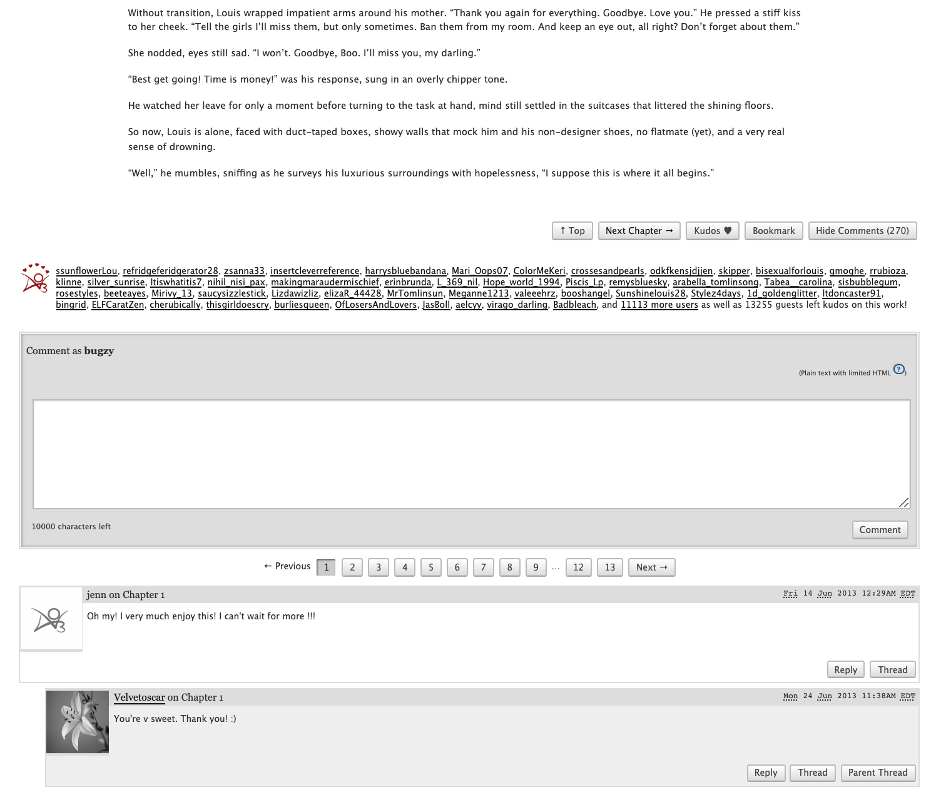 Without transition, Louis wrapped impatient arms around his mother. “Thank you again for everything. Goodbye. Love you.” He pressed a stiff kiss
to her cheek. “Tell the girls I’ll miss them, but only sometimes. Ban them from my room. And keep an eye out, all right? Don’t forget about them.”
She nodded, eyes still sad. “I won’t. Goodbye, Boo. I’ll miss you, my darling.”
“Best get going! Time is money!” was his response, sung in an overly chipper tone.
He watched her leave for only a moment before turning to the task at hand, mind still settled in the suitcases that littered the shining floors.
So now, Louis is alone, faced with duct-taped boxes, showy walls that mock him and his non-designer shoes, no flatmate (yet), and a very real
sense of drowning.
“Well,” he mumbles, sniffing as he surveys his luxurious surroundings with hopelessness, “I suppose this is where it all begins.”
↑ Top Next Chapter → Kudos ♥ Bookmark Hide Comments (270)
ssunflowerLou, refridgeferidgerator28, zsanna33, insertcleverreference, harrysbluebandana, Mari_Oops07, ColorMeKeri, crossesandpearls, odkfkensjdjjen, skipper, bisexualforlouis, gmoghe, rrubioza,
klinne, silver_sunrise, Itiswhatitis7, nihil_nisi_pax, makingmaraudermischief, erinbrunda, L_369_nil, Hope_world_1994, Piscis_Lp, remysbluesky, arabella_tomlinsong, Tabea__carolina, sisbubblegum,
rosestyles, beeteayes, Mirivy_13, saucysizzlestick, Lizdawizliz, elizaR_44428, MrTomlinsun, Meganne1213, valeeehrz, booshangel, Sunshinelouis28, Stylez4days, 1d_goldenglitter, ltdoncaster91,
bingrid, ELFCaratZen, cherubically, thisgirldoescry, burliesqueen, OfLosersAndLovers, JasBoll, aelcyy, virago_darling, Badbleach, and 11113 more users as well as 13255 guests left kudos on this work!
Comment as bugzy
(Plain text with limited HTML ?)
10000 characters left
Comment
← Previous 1 2 3 4 5 6 7 8 9 … 12 13 Next →
jenn on Chapter 1 Fri 14 Jun 2013 12:29AM EDT
Oh my! I very much enjoy this! I can't wait for more !!!
Reply Thread
Velvetoscar on Chapter 1 Mon 24 Jun 2013 11:38AM EDT
You're v sweet. Thank you! :)
Reply Thread Parent Thread